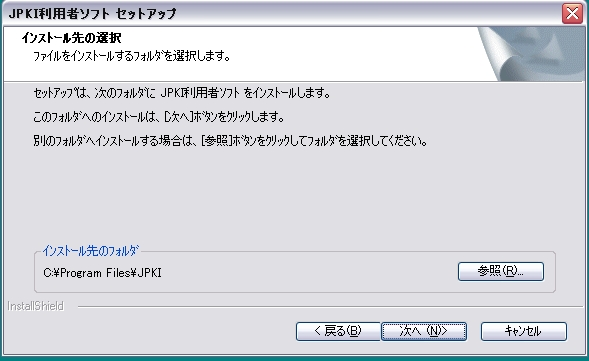 JPKI利用者ソフト セットアップ
インストール先の選択
ファイルをインストールするフォルダを選択します。
セットアップは、次のフォルダに JPKI利用者ソフト をインストールします。
このフォルダへのインストールは、[次へ]ボタンをクリックします。
別のフォルダへインストールする場合は、[参照]ボタンをクリックしてフォルダを選択してください。
インストール先のフォルダ
C:¥Program Files¥JPKI
参照(R)...
InstallShield
< 戻る(B)
次へ (N)>
キャンセル